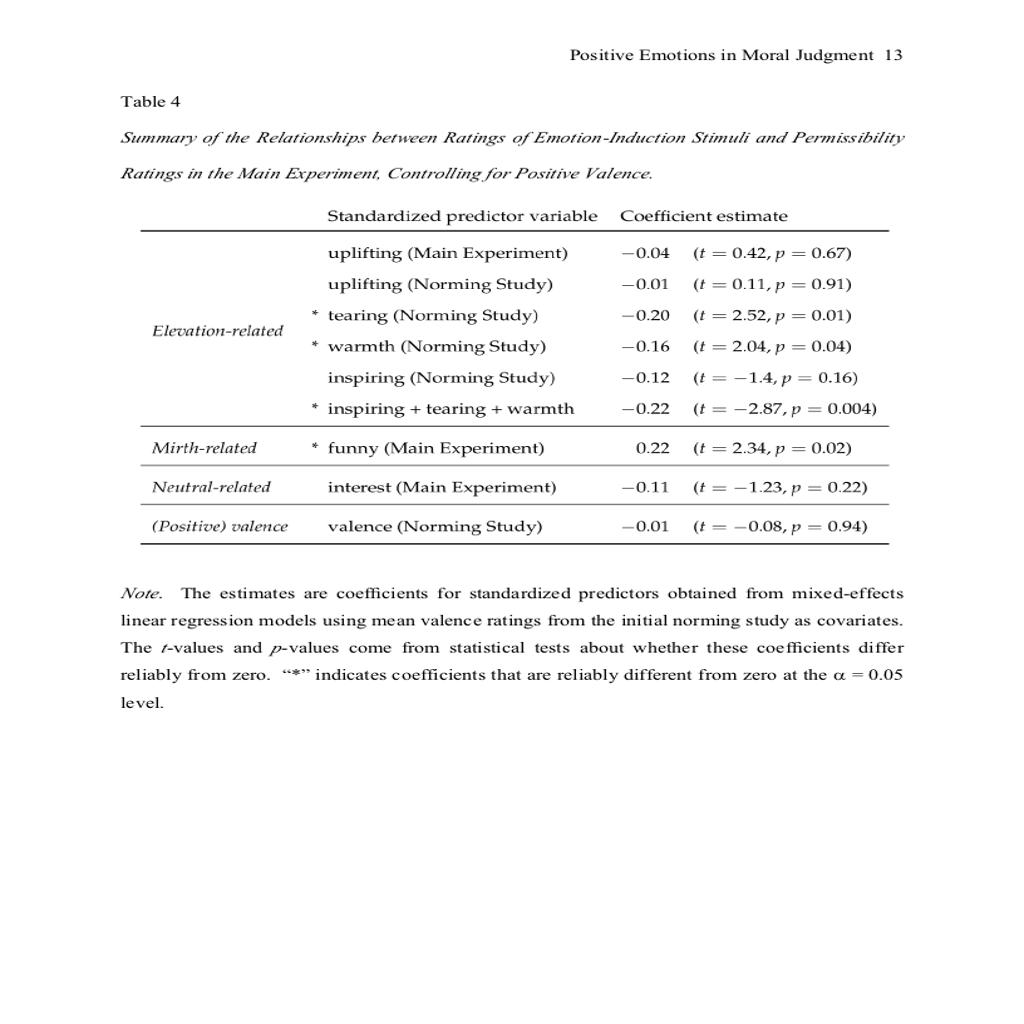 Positive Emotions in Moral Judgment 13
Table 4
Summary of the Relationships between Ratings of Emotion-Induction Stimuli and Permissibility
Ratings in the Main Experiment, Controlling for Positive Valence.
Standardized predictor variable Coefficient estimate
uplifting (Main Experiment) −0.04 (t = 0.42, p = 0.67)
uplifting (Norming Study) −0.01 (t = 0.11, p = 0.91)
* tearing (Norming Study) −0.20 (t = 2.52, p = 0.01)
Elevation-related
* warmth (Norming Study) −0.16 (t = 2.04, p = 0.04)
inspiring (Norming Study) −0.12 (t = −1.4, p = 0.16)
* inspiring + tearing + warmth −0.22 (t = −2.87, p = 0.004)
Mirth-related * funny (Main Experiment) 0.22 (t = 2.34, p = 0.02)
Neutral-related interest (Main Experiment) −0.11 (t = −1.23, p = 0.22)
(Positive) valence valence (Norming Study) −0.01 (t = −0.08, p = 0.94)
Note. The estimates are coefficients for standardized predictors obtained from mixed-effects
linear regression models using mean valence ratings from the initial norming study as covariates.
The t-values and p-values come from statistical tests about whether these coefficients differ
reliably from zero. “*” indicates coefficients that are reliably different from zero at the α = 0.05
level.